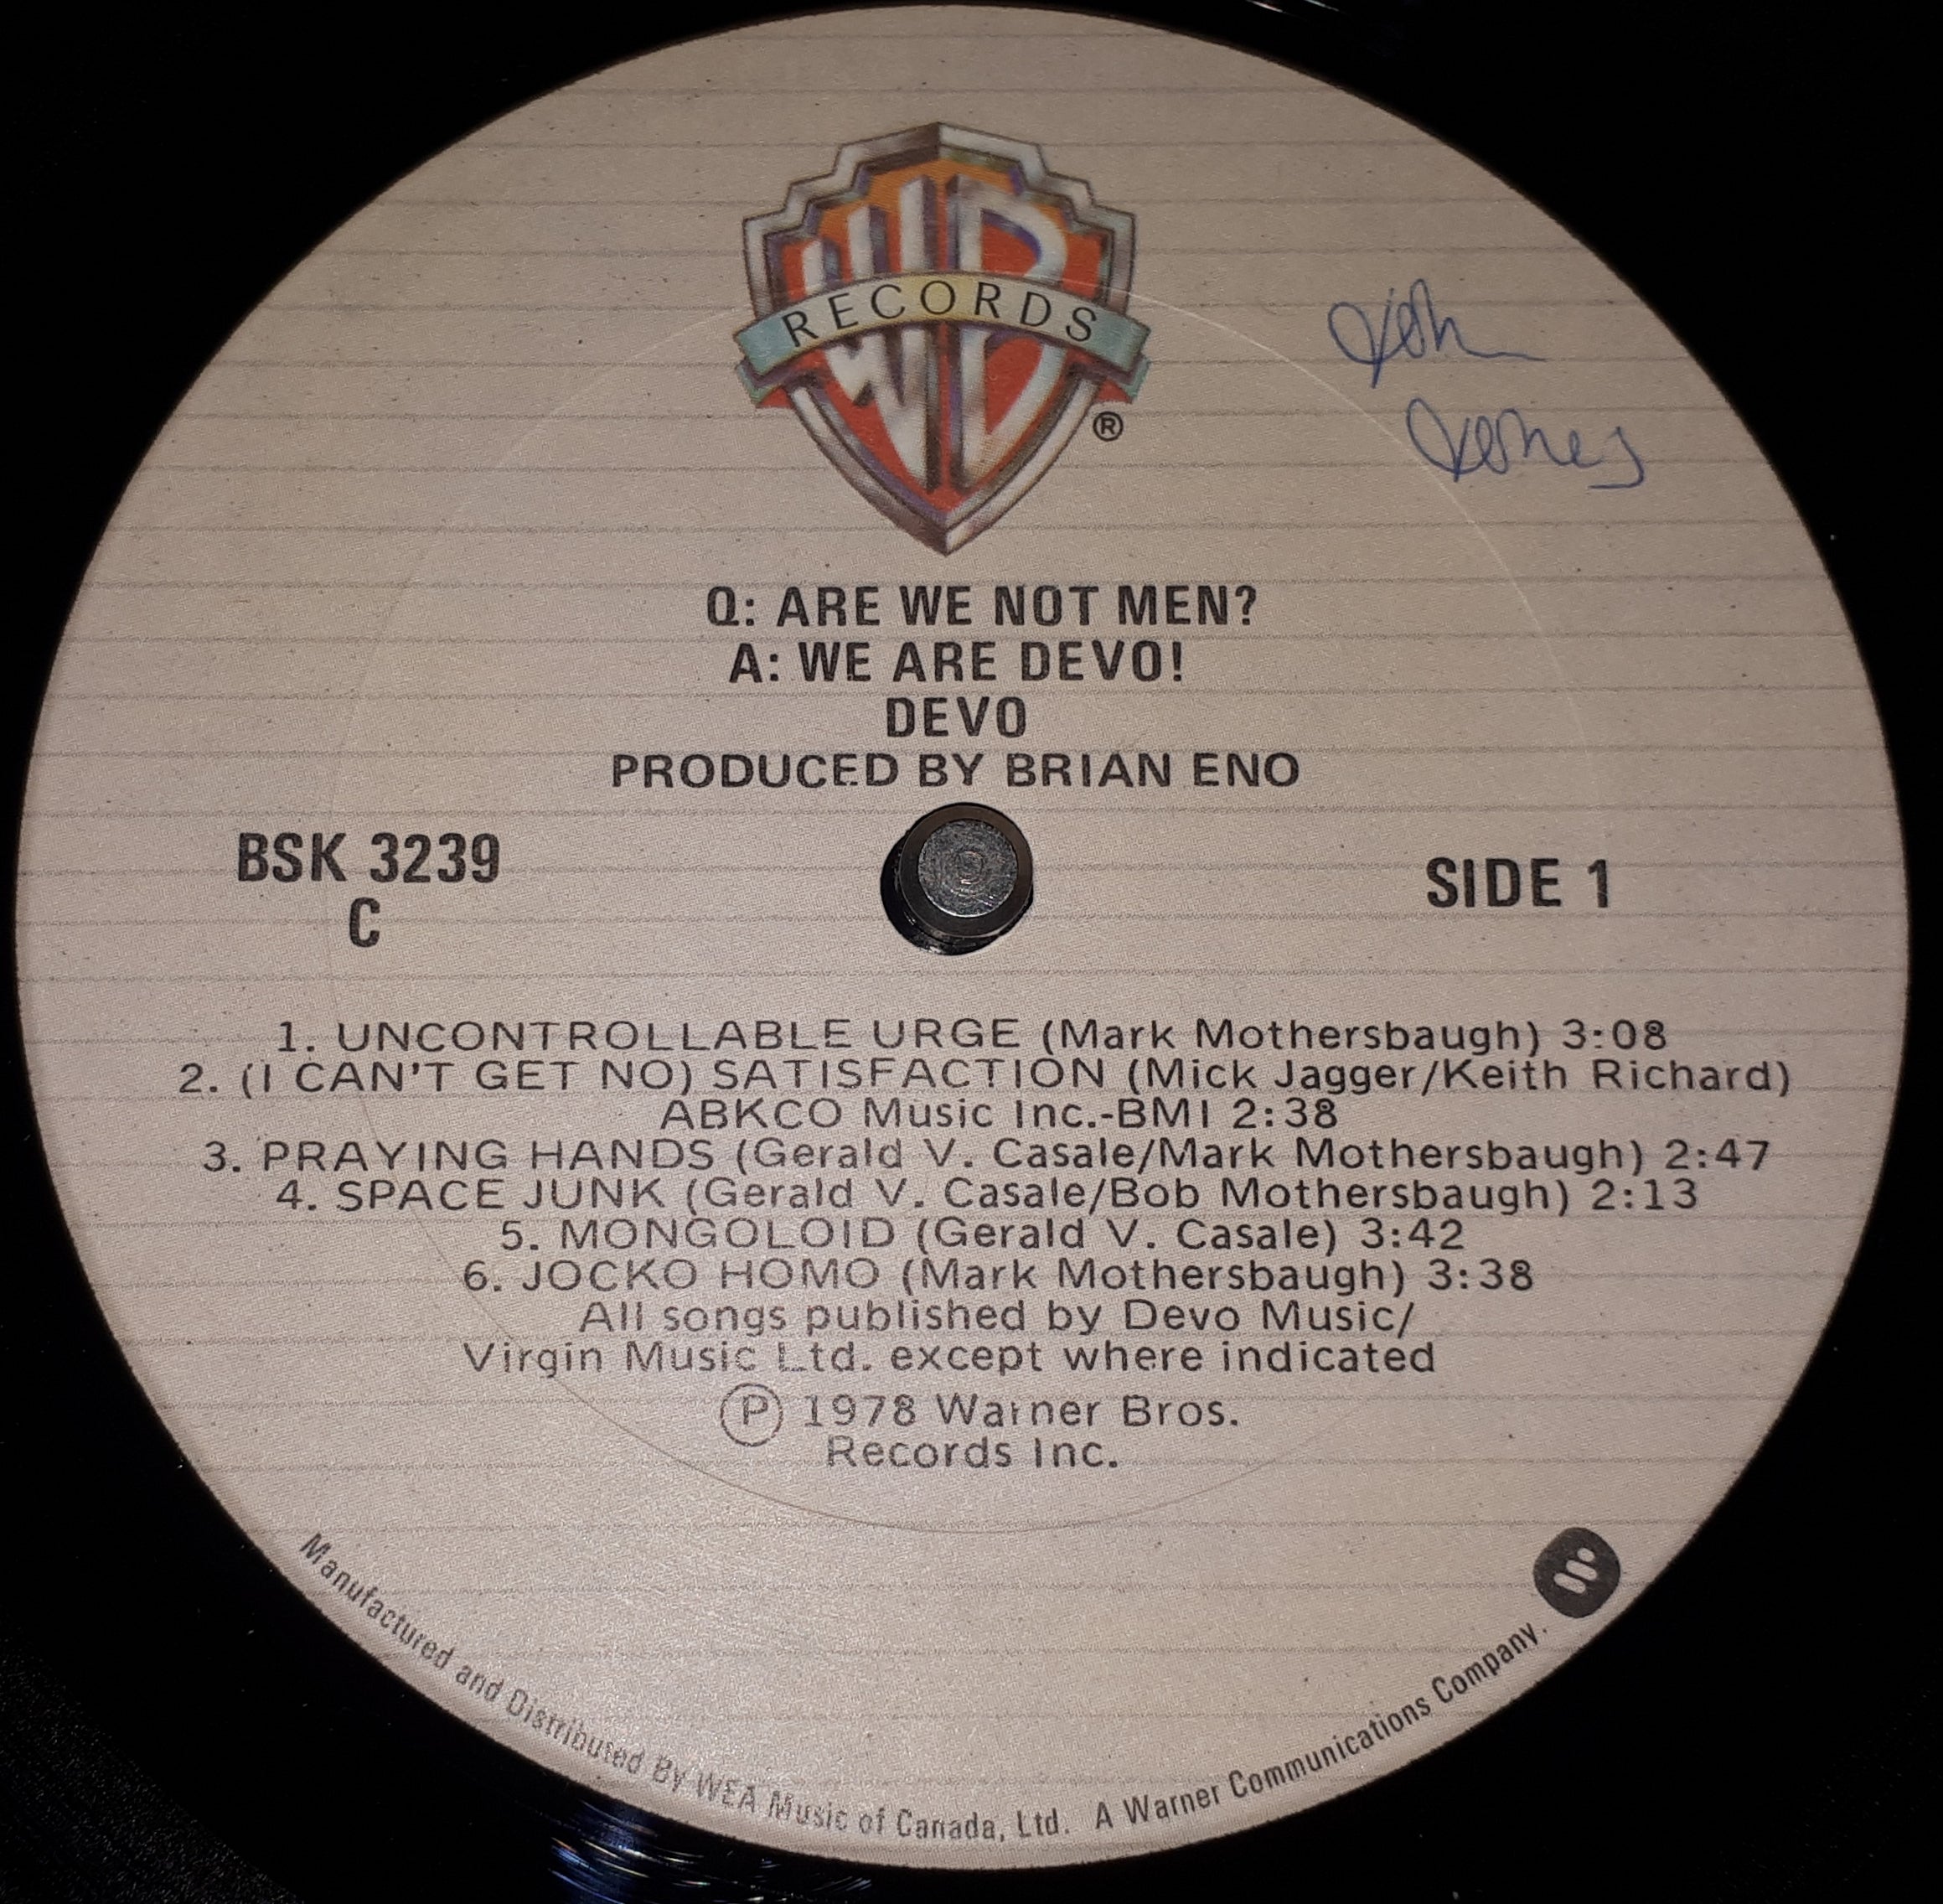 WB
RECORDS
®
John
Jones
Q: ARE WE NOT MEN?
A: WE ARE DEVO!
DEVO
PRODUCED BY BRIAN ENO
BSK 3239
C
SIDE 1
1. UNCONTROLLABLE URGE (Mark Mothersbaugh) 3:08
2. (I CAN'T GET NO) SATISFACTION (Mick Jagger/Keith Richard)
ABKCO Music Inc.-BMI 2:38
3. PRAYING HANDS (Gerald V. Casale/Mark Mothersbaugh) 2:47
4. SPACE JUNK (Gerald V. Casale/Bob Mothersbaugh) 2:13
5. MONGOLOID (Gerald V. Casale) 3:42
6. JOCKO HOMO (Mark Mothersbaugh) 3:38
All songs published by Devo Music/
Virgin Music Ltd. except where indicated
Ⓟ 1978 Warner Bros.
Records Inc.
Manufactured and Distributed By WEA Music of Canada, Ltd. A Warner Communications Company.